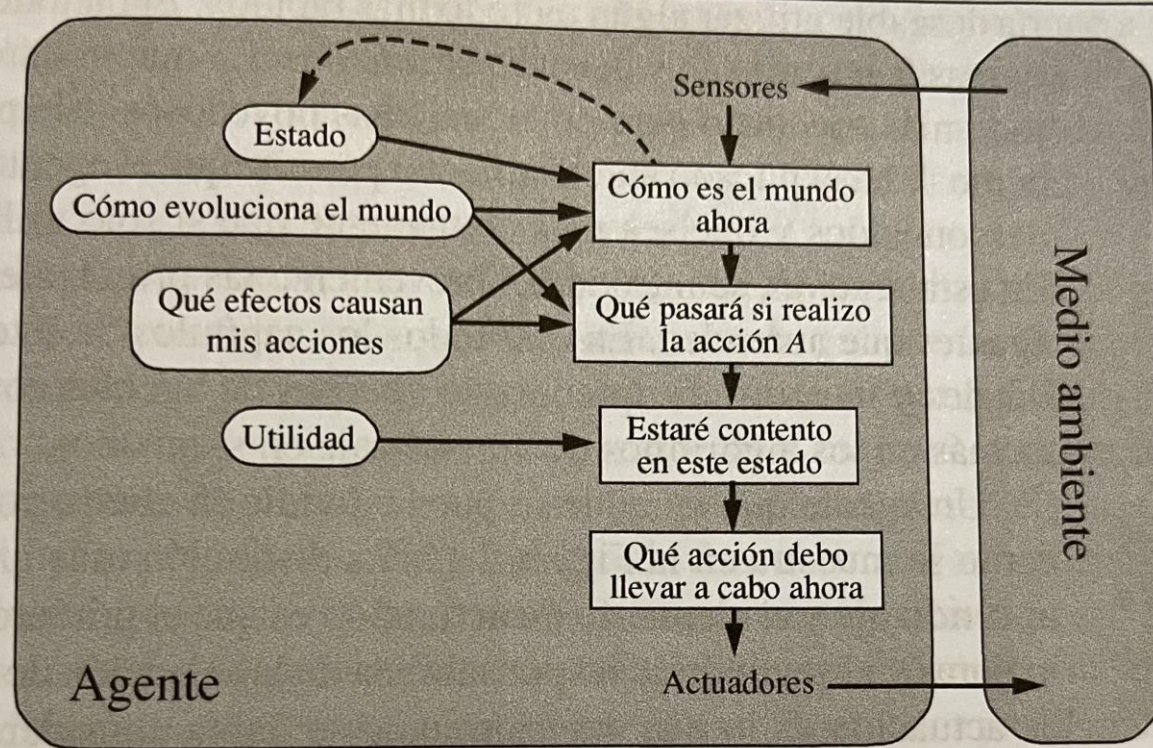 Sensores
Estado
Cómo es el mundo
ahora
Cómo evoluciona el mundo
Qué efectos causan
mis acciones
Qué pasará si realizo
la acción A
Utilidad
Estaré contento
en este estado
Qué acción debo
llevar a cabo ahora
Agente
Actuadores
Medio ambiente